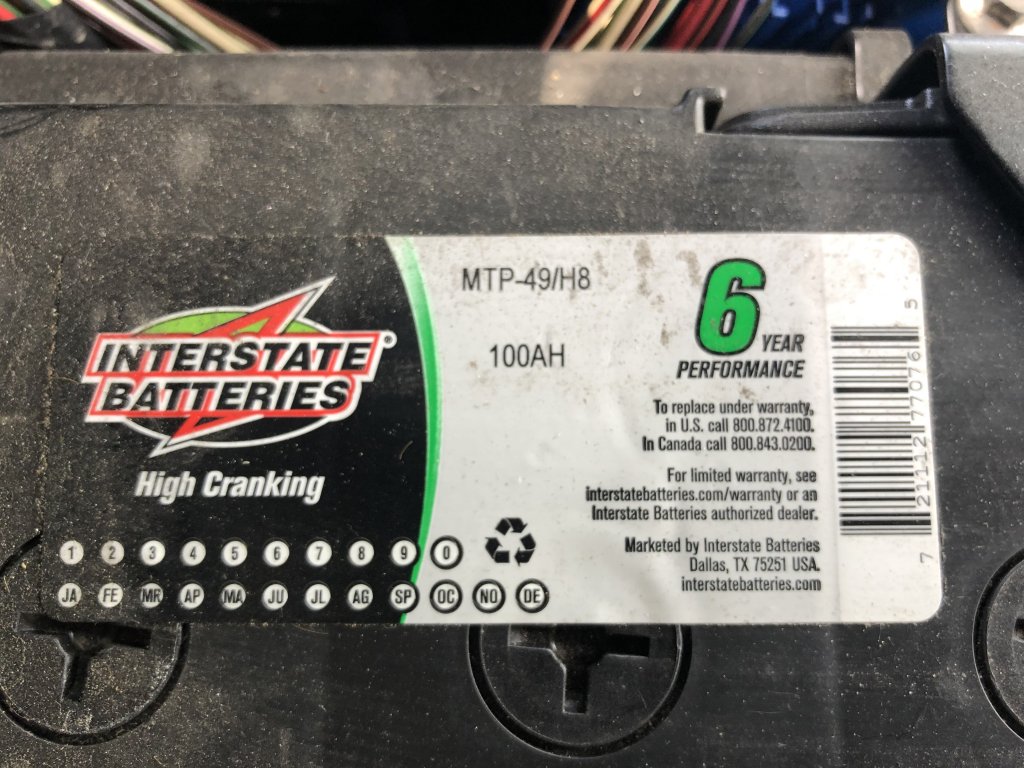 INTERSTATE®
BATTERIES
High Cranking
MTP-49/H8
100AH
6
YEAR
PERFORMANCE
To replace under warranty,
in U.S. call 800.872.4100.
In Canada call 800.843.0200.
For limited warranty, see
interstatebatteries.com/warranty or an
Interstate Batteries authorized dealer.
Marketed by Interstate Batteries
Dallas, TX 75251 USA.
interstatebatteries.com
1 2 3 4 5 6 7 8 9 0
JA FE MR AP MA JU JL AG SP OC NO DE
7 21112 77076 5